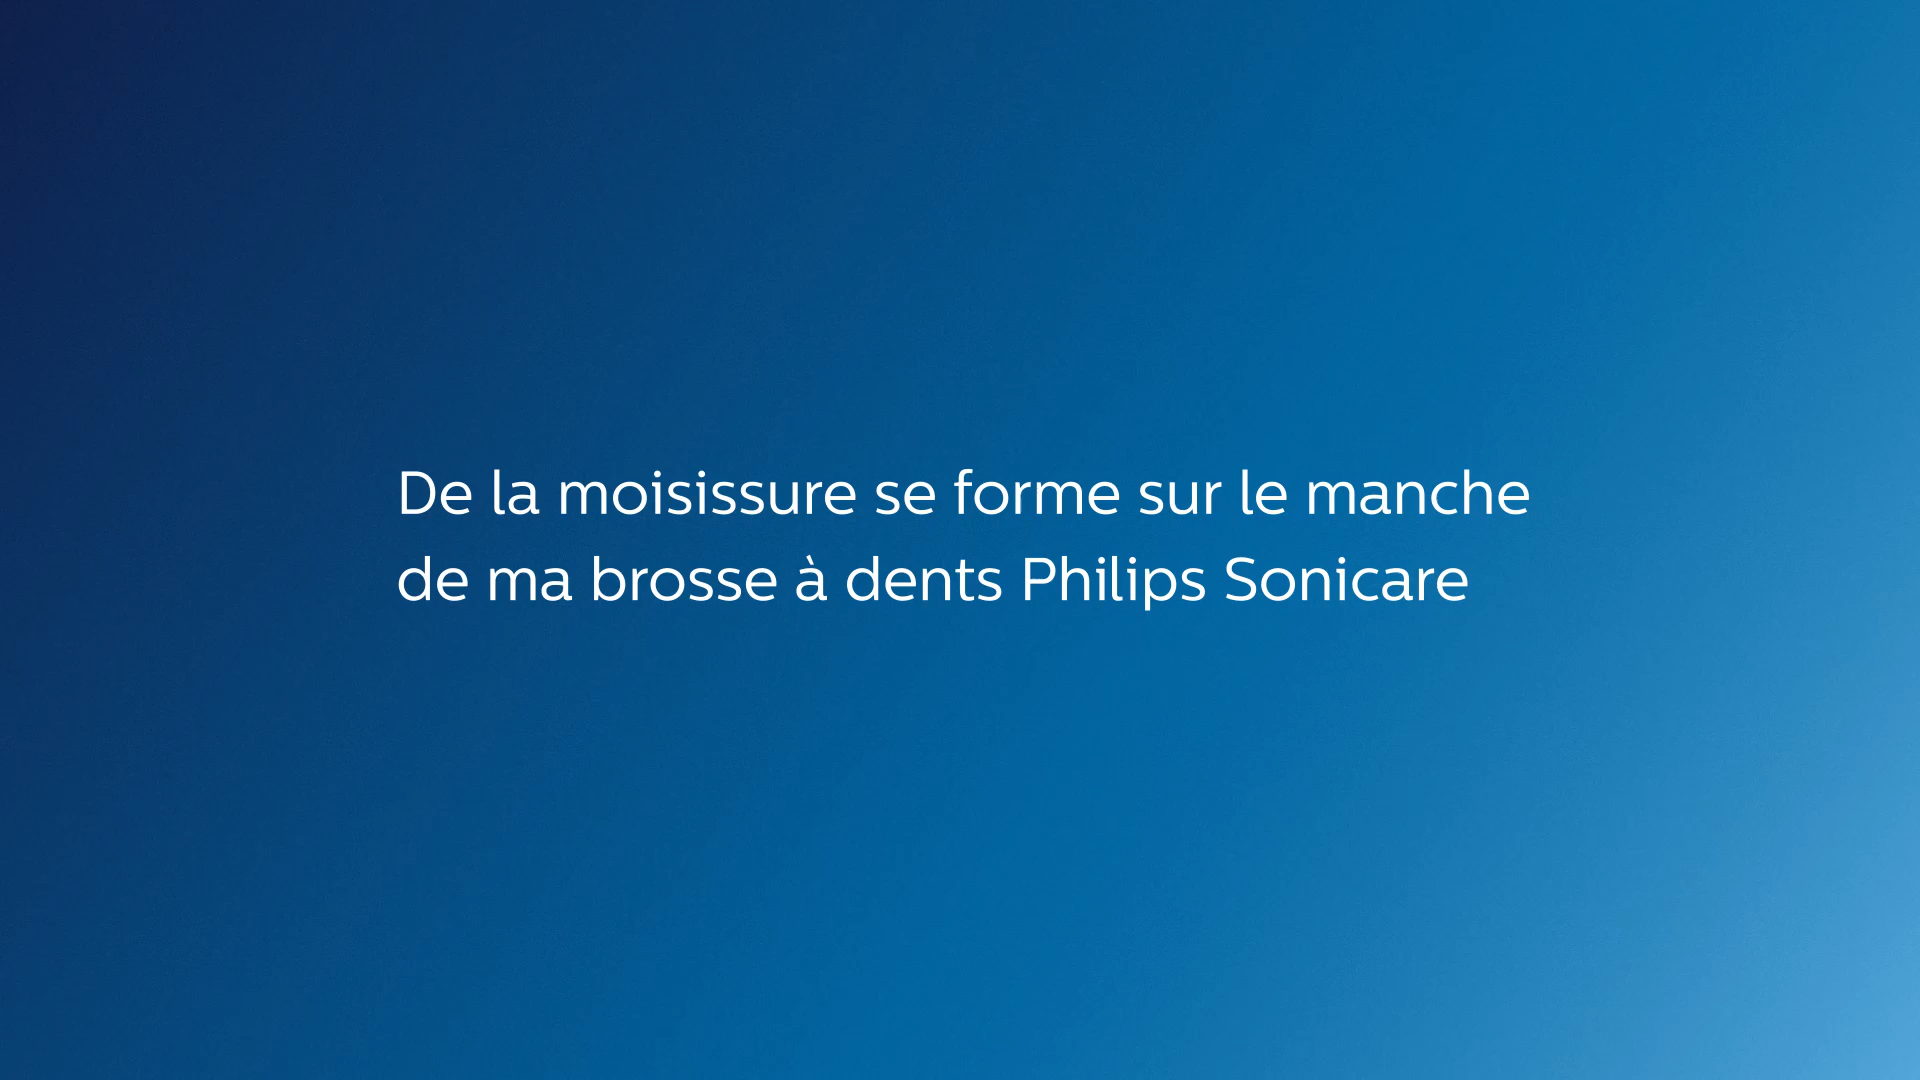 De la moisissure se forme sur le manche
de ma brosse à dents Philips Sonicare